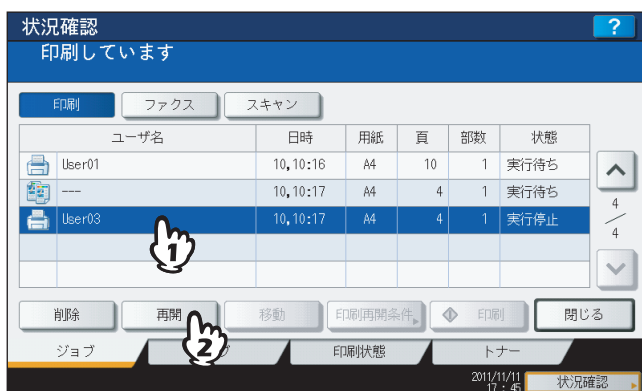 状況確認 ?
印刷しています
印刷 ファクス スキャン
ユーザ名 日時 用紙 頁 部数 状態
User01 10,10:16 A4 10 1 実行待ち
--- 10,10:17 A4 4 1 実行待ち
User03 10,10:17 A4 4 1 実行停止
4
4
1
削除 再開 移動 印刷再開条件 印刷 閉じる
2
ジョブ グ 印刷状態 トナー
2011/11/11
17:45 状況確認